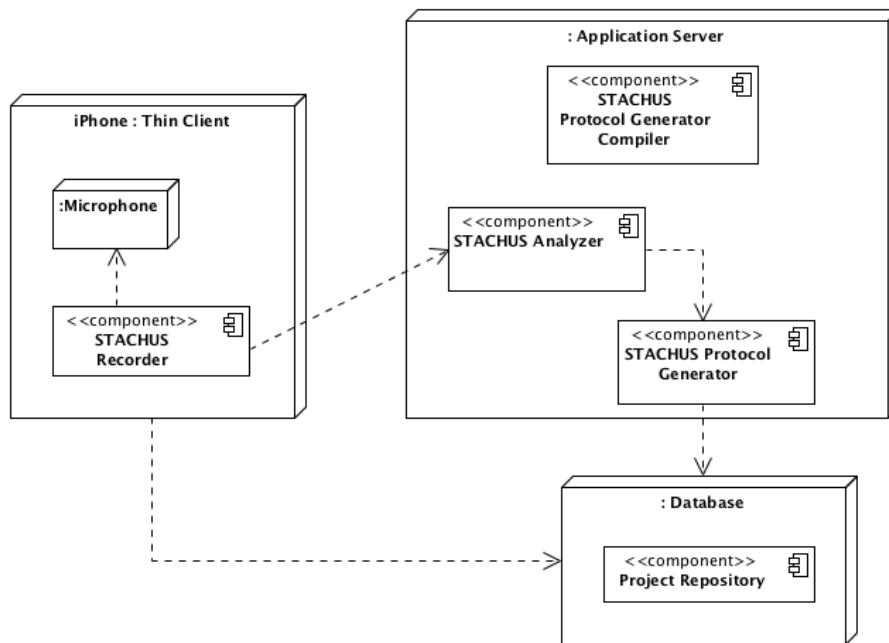 : Application Server
<<component>>
STACHUS
Protocol Generator
Compiler
iPhone : Thin Client
:Microphone
<<component>>
STACHUS Analyzer
<<component>>
STACHUS
Recorder
<<component>>
STACHUS Protocol
Generator
: Database
<<component>>
Project Repository